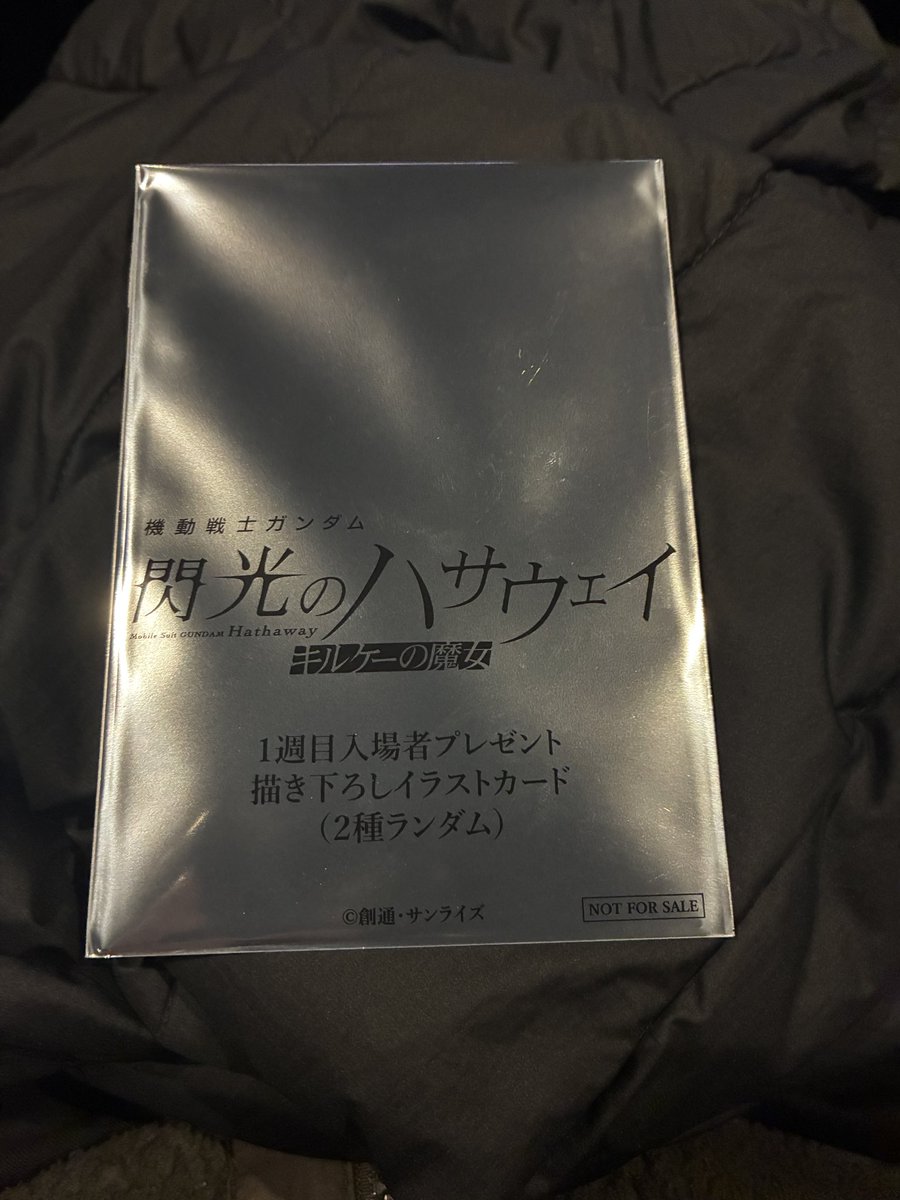 機動戦士ガンダム
閃光のハサウェイ
Mobile Suit GUNDAM Hathaway
キルケーの魔女
1週目入場者プレゼント
描き下ろしイラストカード
(2種ランダム)
©創通・サンライズ
NOT FOR SALE